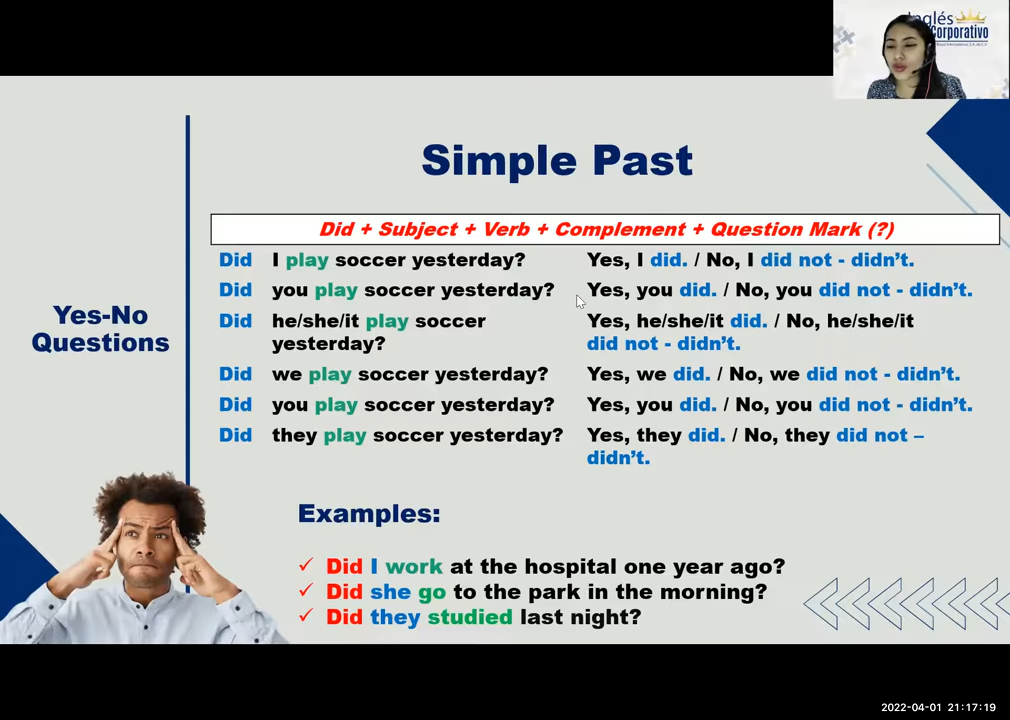 Inglés
Corporativo
Simple Past
Did + Subject + Verb + Complement + Question Mark (?)
Did I play soccer yesterday? Yes, I did. / No, I did not - didn’t.
Did you play soccer yesterday? Yes, you did. / No, you did not - didn’t.
Did he/she/it play soccer Yes, he/she/it did. / No, he/she/it
yesterday? did not - didn’t.
Did we play soccer yesterday? Yes, we did. / No, we did not - didn’t.
Did you play soccer yesterday? Yes, you did. / No, you did not - didn’t.
Did they play soccer yesterday? Yes, they did. / No, they did not –
didn’t.
Yes-No
Questions
Examples:
✓ Did I work at the hospital one year ago?
✓ Did she go to the park in the morning?
✓ Did they studied last night?
2022-04-01 21:17:19